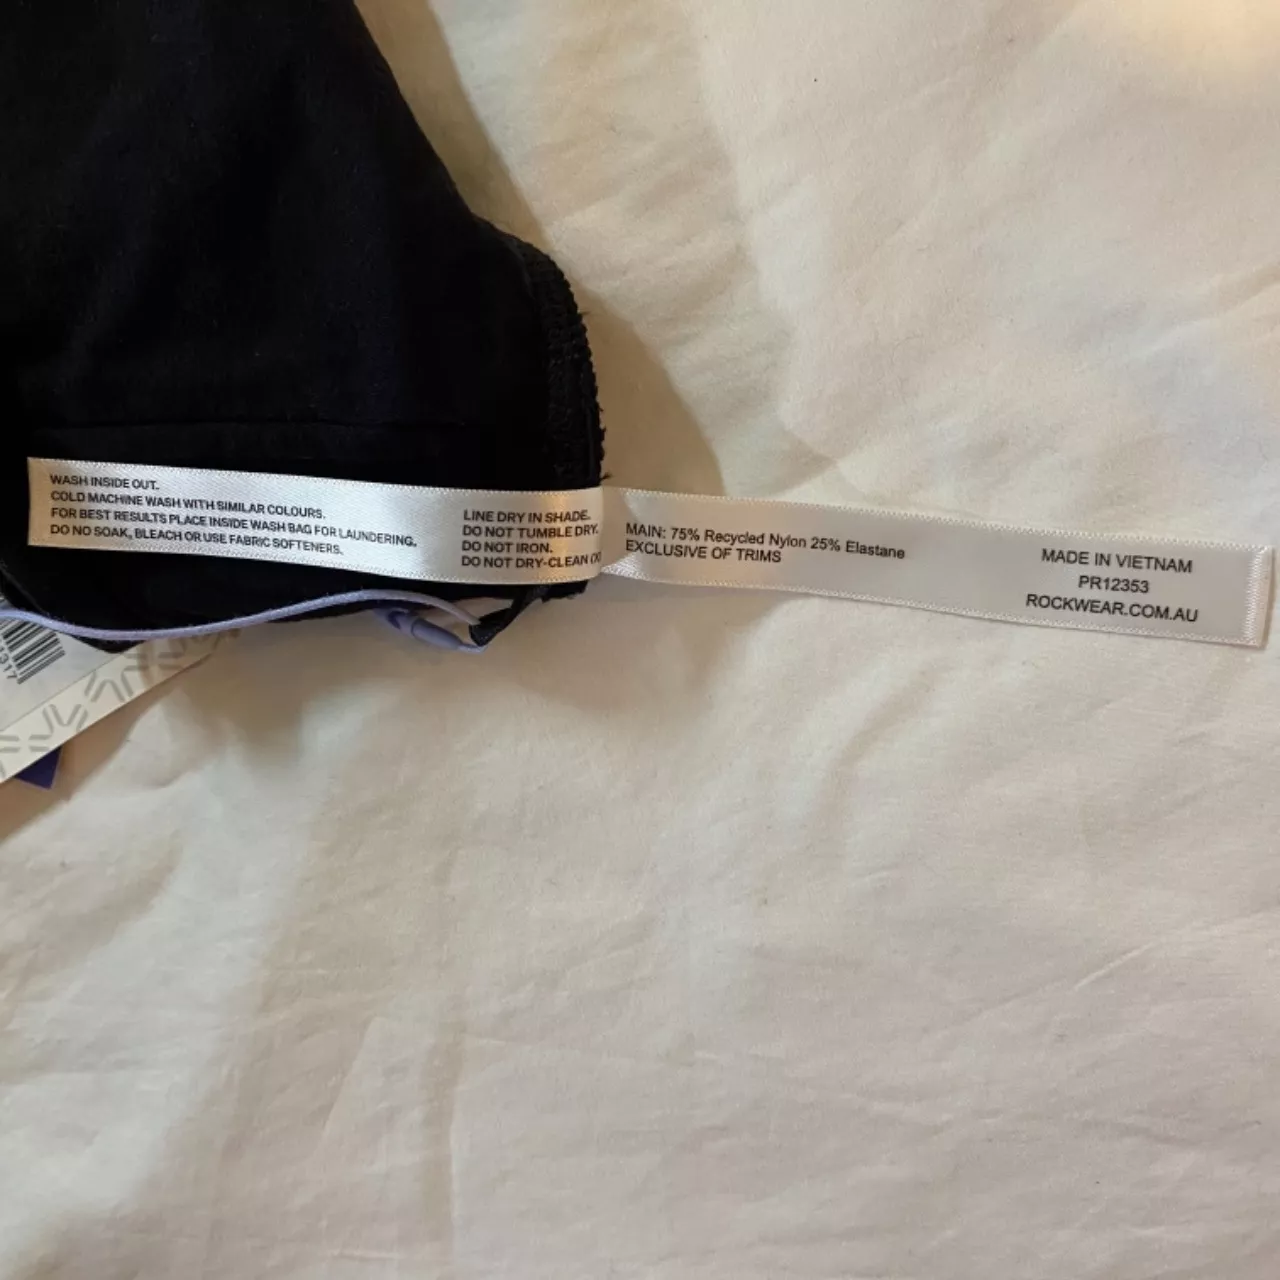 WASH INSIDE OUT.
COLD MACHINE WASH WITH SIMILAR COLOURS.
FOR BEST RESULTS PLACE INSIDE WASH BAG FOR LAUNDERING.
DO NO SOAK, BLEACH OR USE FABRIC SOFTENERS.
LINE DRY IN SHADE.
DO NOT TUMBLE DRY.
DO NOT IRON.
DO NOT DRY-CLEAN
MAIN: 75% Recycled Nylon 25% Elastane
EXCLUSIVE OF TRIMS
MADE IN VIETNAM
PR12353
ROCKWEAR.COM.AU